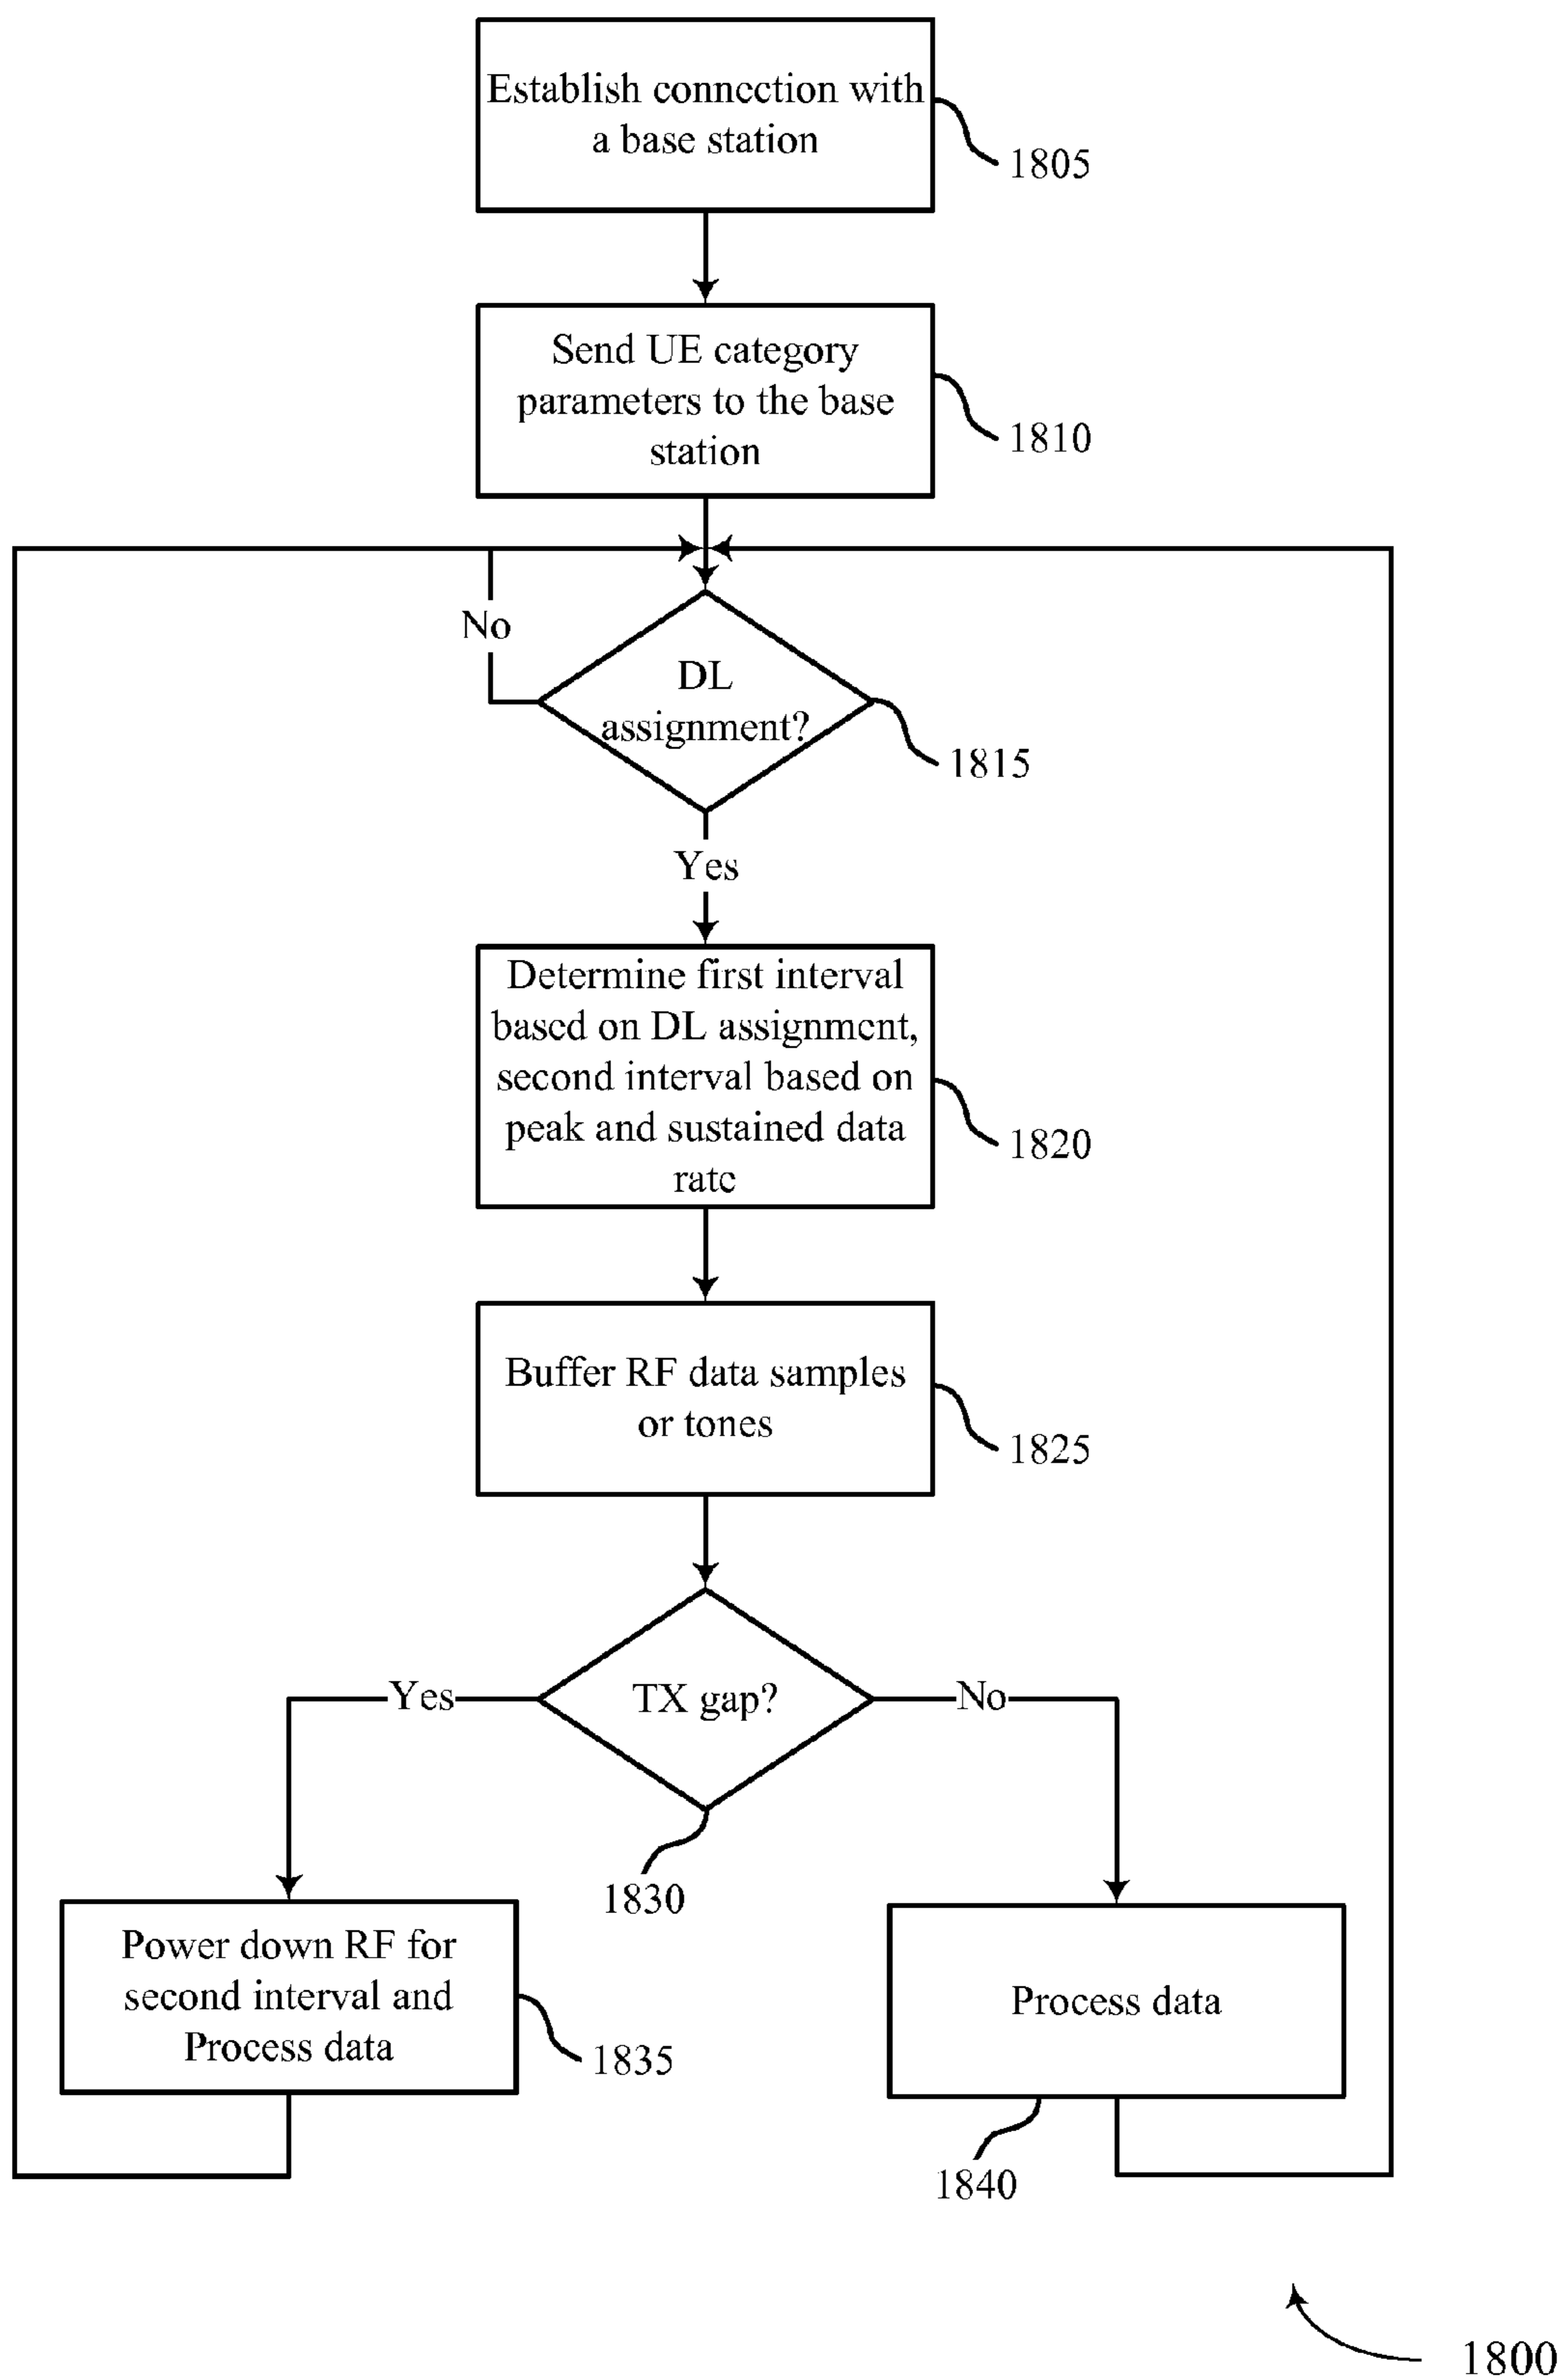 Establish connection with
a base station
1805
Send UE category
parameters to the base
station
1810
No
DL
assignment?
1815
Yes
Determine first interval
based on DL assignment,
second interval based on
peak and sustained data
rate
1820
Buffer RF data samples
or tones
1825
Yes
TX gap?
No
1830
Power down RF for
second interval and
Process data
1835
Process data
1840
1800